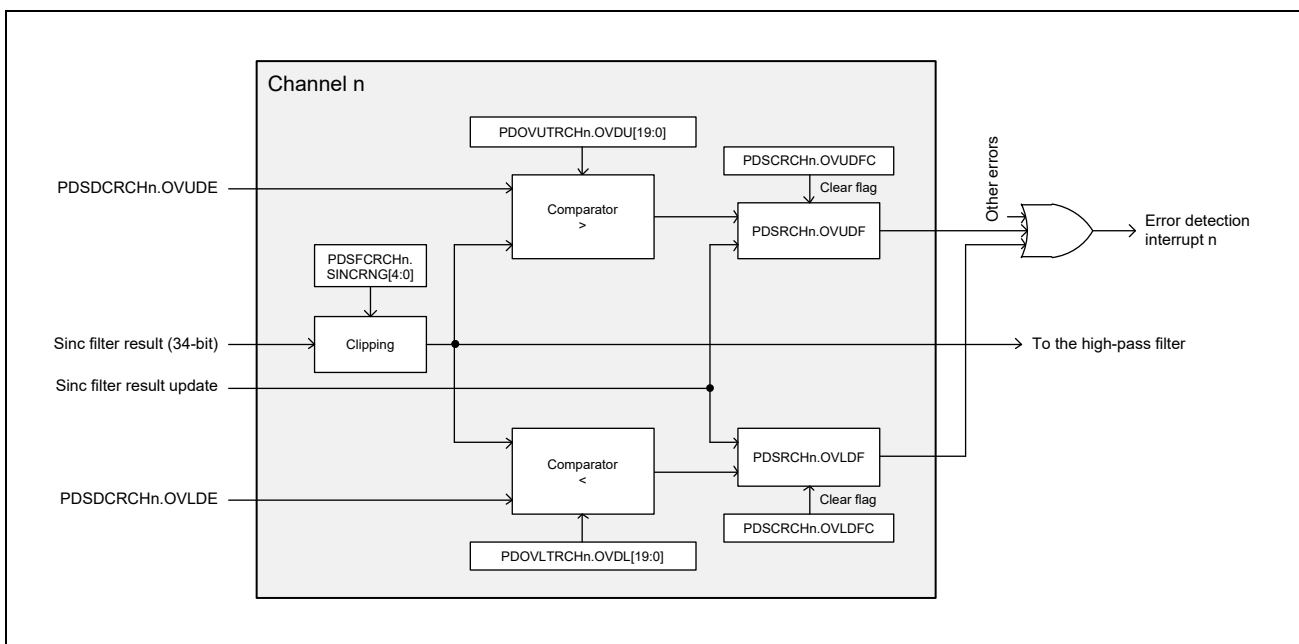 Channel n
PDOVUTRCHn.OVDU[19:0]
PDSCRCHn.OVUDFC
Clear flag
PDSDCRCHn.OVUDE
Comparator
>
PDSRCHn.OVUDF
Other errors
Error detection
interrupt n
PDSFCRCHn.
SINCRNG[4:0]
Sinc filter result (34-bit)
Clipping
To the high-pass filter
Sinc filter result update
Comparator
<
PDSRCHn.OVLDF
PDSDCRCHn.OVLDE
Clear flag
PDSCRCHn.OVLDFC
PDOVLTRCHn.OVDL[19:0]